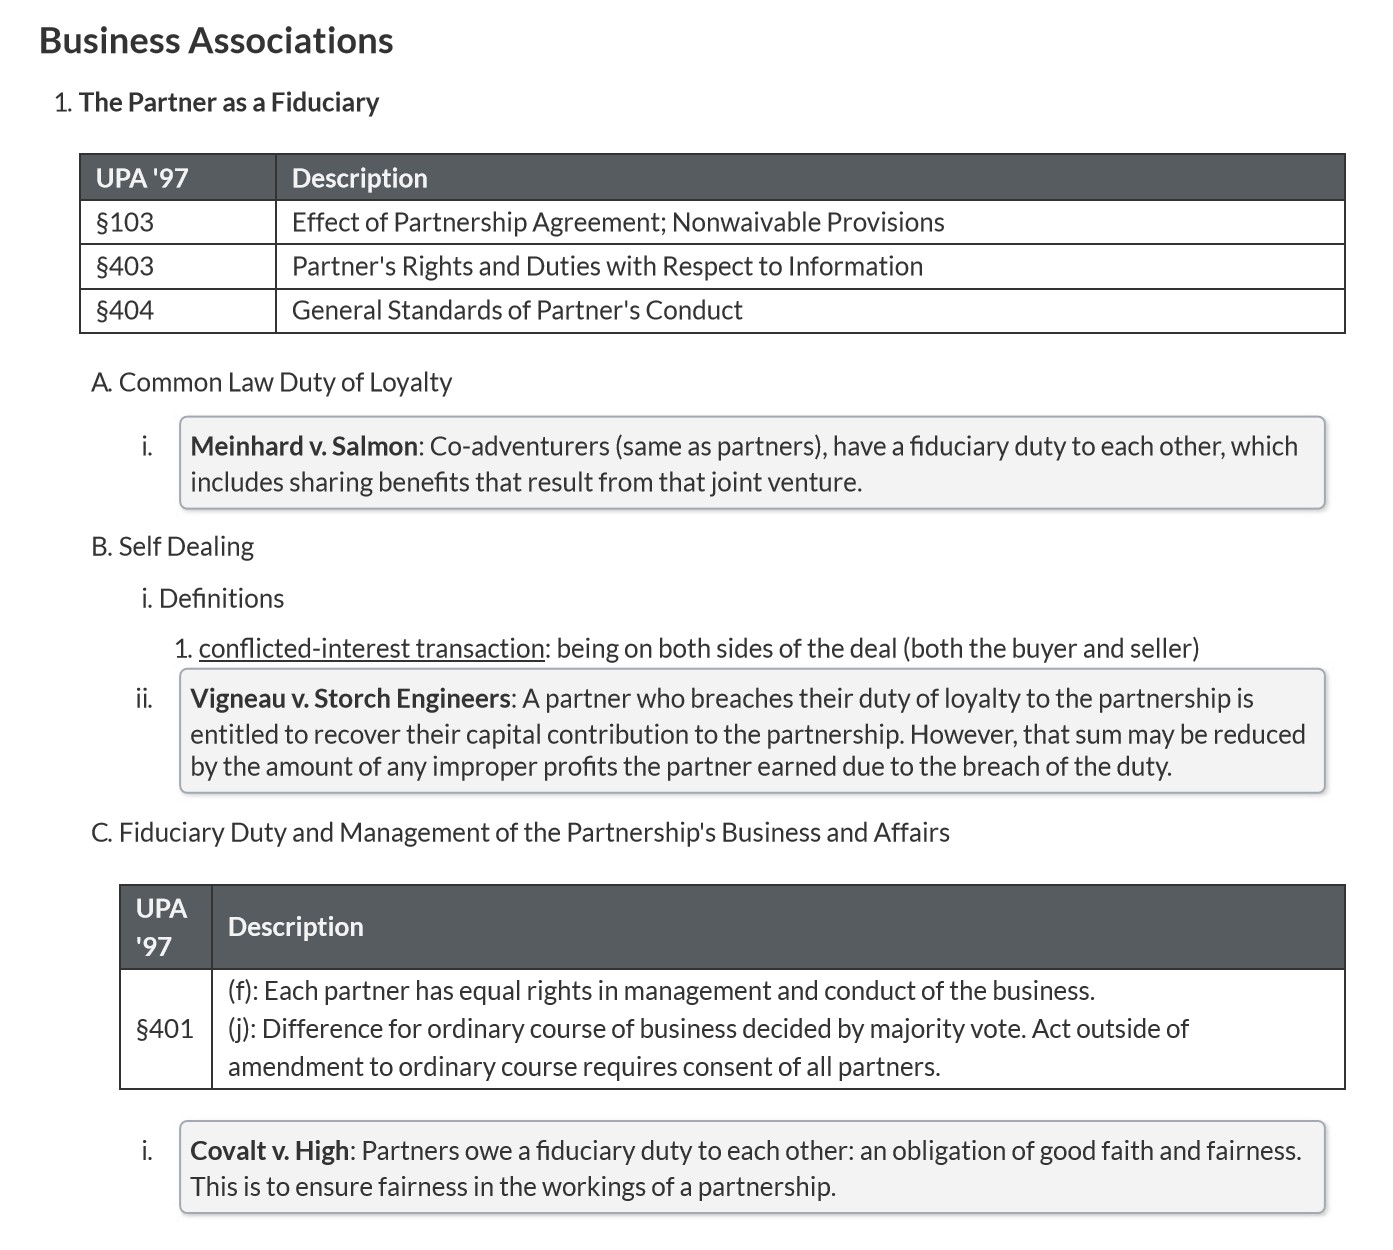 Business Associations
1. The Partner as a Fiduciary
UPA '97 Description
§103 Effect of Partnership Agreement; Nonwaivable Provisions
§403 Partner's Rights and Duties with Respect to Information
§404 General Standards of Partner's Conduct
A. Common Law Duty of Loyalty
i. Meinhard v. Salmon: Co-adventurers (same as partners), have a fiduciary duty to each other, which
includes sharing benefits that result from that joint venture.
B. Self Dealing
i. Definitions
1. conflicted-interest transaction: being on both sides of the deal (both the buyer and seller)
ii. Vigneau v. Storch Engineers: A partner who breaches their duty of loyalty to the partnership is
entitled to recover their capital contribution to the partnership. However, that sum may be reduced
by the amount of any improper profits the partner earned due to the breach of the duty.
C. Fiduciary Duty and Management of the Partnership's Business and Affairs
UPA
'97
Description
§401
(f): Each partner has equal rights in management and conduct of the business.
(j): Difference for ordinary course of business decided by majority vote. Act outside of
amendment to ordinary course requires consent of all partners.
i. Covalt v. High: Partners owe a fiduciary duty to each other: an obligation of good faith and fairness.
This is to ensure fairness in the workings of a partnership.